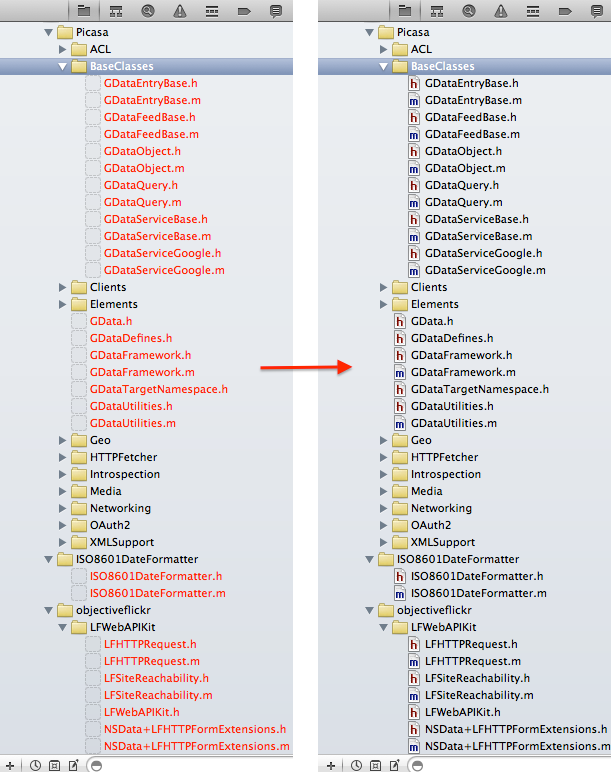 Picasa
ACL
BaseClasses
GDataEntryBase.h
GDataEntryBase.m
GDataFeedBase.h
GDataFeedBase.m
GDataObject.h
GDataObject.m
GDataQuery.h
GDataQuery.m
GDataServiceBase.h
GDataServiceBase.m
GDataServiceGoogle.h
GDataServiceGoogle.m
Clients
Elements
GData.h
GDataDefines.h
GDataFramework.h
GDataFramework.m
GDataTargetNamespace.h
GDataUtilities.h
GDataUtilities.m
Geo
HTTPFetcher
Introspection
Media
Networking
OAuth2
XMLSupport
ISO8601DateFormatter
ISO8601DateFormatter.h
ISO8601DateFormatter.m
objectiveflickr
LFWebAPIKit
LFHTTPRequest.h
LFHTTPRequest.m
LFSiteReachability.h
LFSiteReachability.m
LFWebAPIKit.h
NSData+LFHTTPFormExtensions.h
NSData+LFHTTPFormExtensions.m
Picasa
ACL
BaseClasses
h GDataEntryBase.h
m GDataEntryBase.m
h GDataFeedBase.h
m GDataFeedBase.m
h GDataObject.h
m GDataObject.m
h GDataQuery.h
m GDataQuery.m
h GDataServiceBase.h
m GDataServiceBase.m
h GDataServiceGoogle.h
m GDataServiceGoogle.m
Clients
Elements
h GData.h
h GDataDefines.h
h GDataFramework.h
m GDataFramework.m
h GDataTargetNamespace.h
h GDataUtilities.h
m GDataUtilities.m
Geo
HTTPFetcher
Introspection
Media
Networking
OAuth2
XMLSupport
ISO8601DateFormatter
h ISO8601DateFormatter.h
m ISO8601DateFormatter.m
objectiveflickr
LFWebAPIKit
h LFHTTPRequest.h
m LFHTTPRequest.m
h LFSiteReachability.h
m LFSiteReachability.m
h LFWebAPIKit.h
h NSData+LFHTTPFormExtensions.h
m NSData+LFHTTPFormExtensions.m